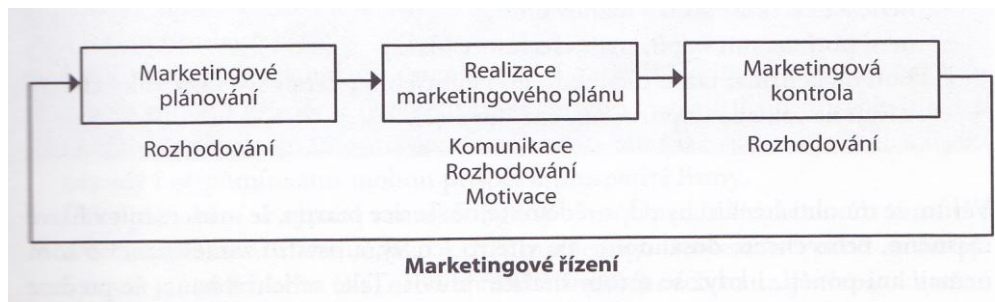 Marketingové
plánování
Realizace
marketingového plánu
Marketingová
kontrola
Rozhodování
Komunikace
Rozhodování
Motivace
Rozhodování
Marketingové řízení